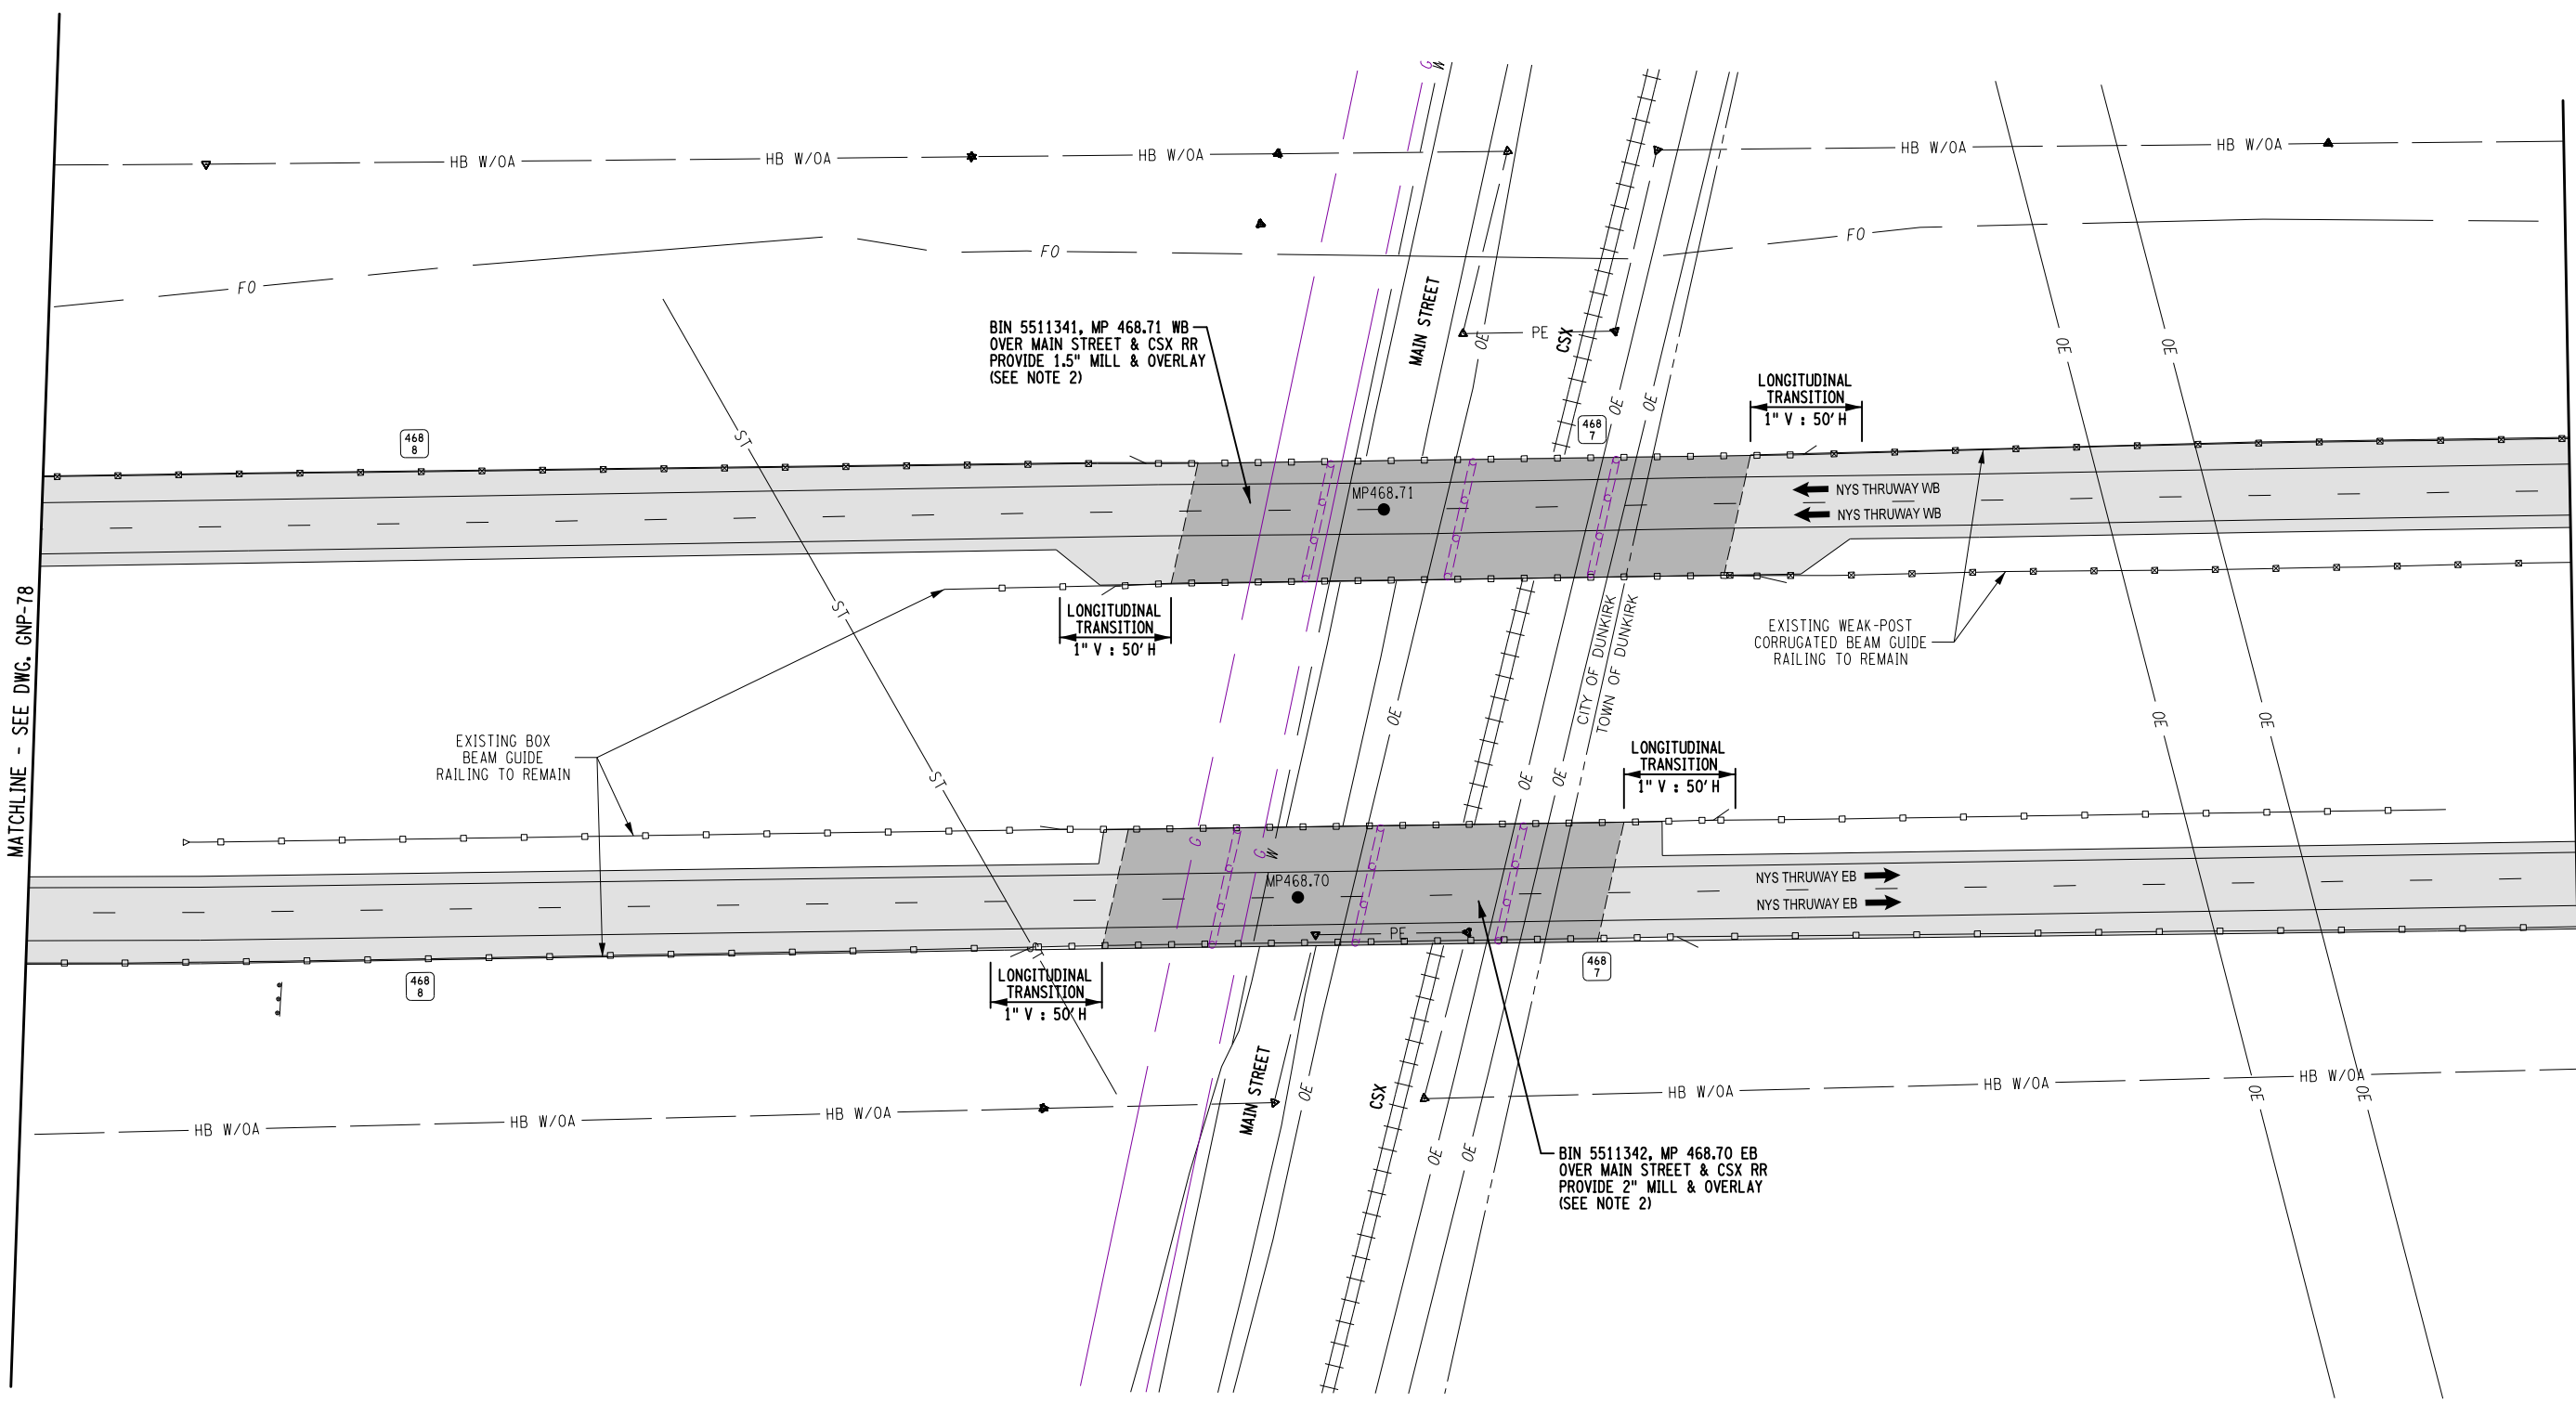 G
W
HB W/OA
HB W/OA
HB W/OA
HB W/OA
HB W/OA
FO
FO
FO
MAIN STREET
OE
PE
CSX
OE
OE
BIN 5511341, MP 468.71 WB
OVER MAIN STREET & CSX RR
PROVIDE 1.5" MILL & OVERLAY
(SEE NOTE 2)
LONGITUDINAL
TRANSITION
1" V : 50' H
OE
OE
468
8
ST
468
7
MP468.71
NYS THRUWAY WB
NYS THRUWAY WB
ST
LONGITUDINAL
TRANSITION
1" V : 50' H
CITY OF DUNKIRK
TOWN OF DUNKIRK
EXISTING WEAK-POST
CORRUGATED BEAM GUIDE
RAILING TO REMAIN
MATCHLINE - SEE DWG. GNP-78
OE
OE
OE
EXISTING BOX
BEAM GUIDE
RAILING TO REMAIN
ST
OE
OE
LONGITUDINAL
TRANSITION
1" V : 50' H
G
G
W
MP468.70
NYS THRUWAY EB
NYS THRUWAY EB
PE
ST
468
8
LONGITUDINAL
TRANSITION
1" V : 50' H
468
7
MAIN STREET
OE
CSX
HB W/OA
HB W/OA
HB W/OA
HB W/OA
HB W/OA
HB W/OA
OE
OE
OE
OE
BIN 5511342, MP 468.70 EB
OVER MAIN STREET & CSX RR
PROVIDE 2" MILL & OVERLAY
(SEE NOTE 2)